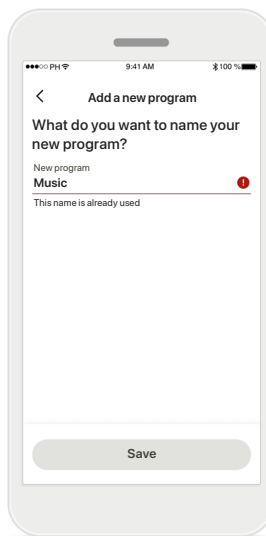 PH 9:41 AM 100 %
Add a new program
What do you want to name your
new program?
New program
Music
This name is already used
Save